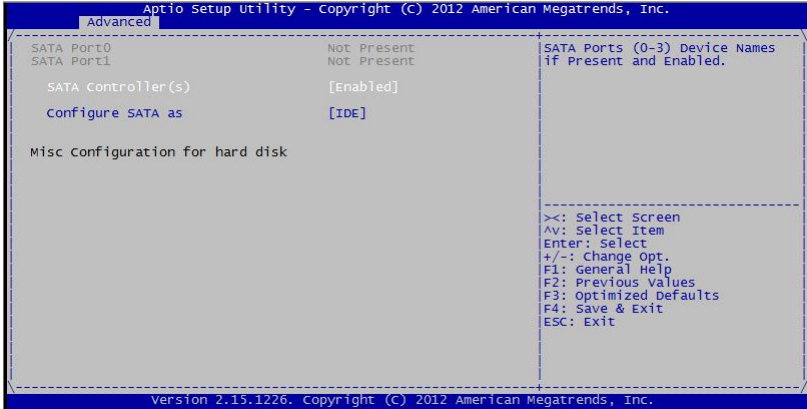 Aptio Setup Utility - Copyright (C) 2012 American Megatrends, Inc.
Advanced
SATA Port0 Not Present
SATA Port1 Not Present
SATA Controller(s) [Enabled]
Configure SATA as [IDE]
Misc Configuration for hard disk
SATA Ports (0-3) Device Names
if Present and Enabled.
><: Select Screen
^v: Select Item
Enter: Select
+/-: Change Opt.
F1: General Help
F2: Previous Values
F3: Optimized Defaults
F4: Save & Exit
ESC: Exit
Version 2.15.1226. Copyright (C) 2012 American Megatrends, Inc.